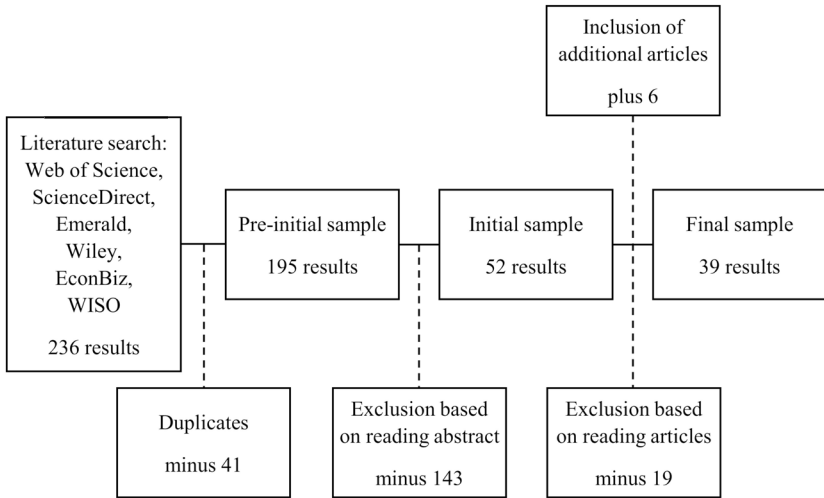 Inclusion of
additional articles
plus 6
Literature search:
Web of Science,
ScienceDirect,
Emerald,
Wiley,
EconBiz,
WISO
236 results
Pre-initial sample
195 results
Initial sample
52 results
Final sample
39 results
Duplicates
minus 41
Exclusion based
on reading abstract
minus 143
Exclusion based
on reading articles
minus 19